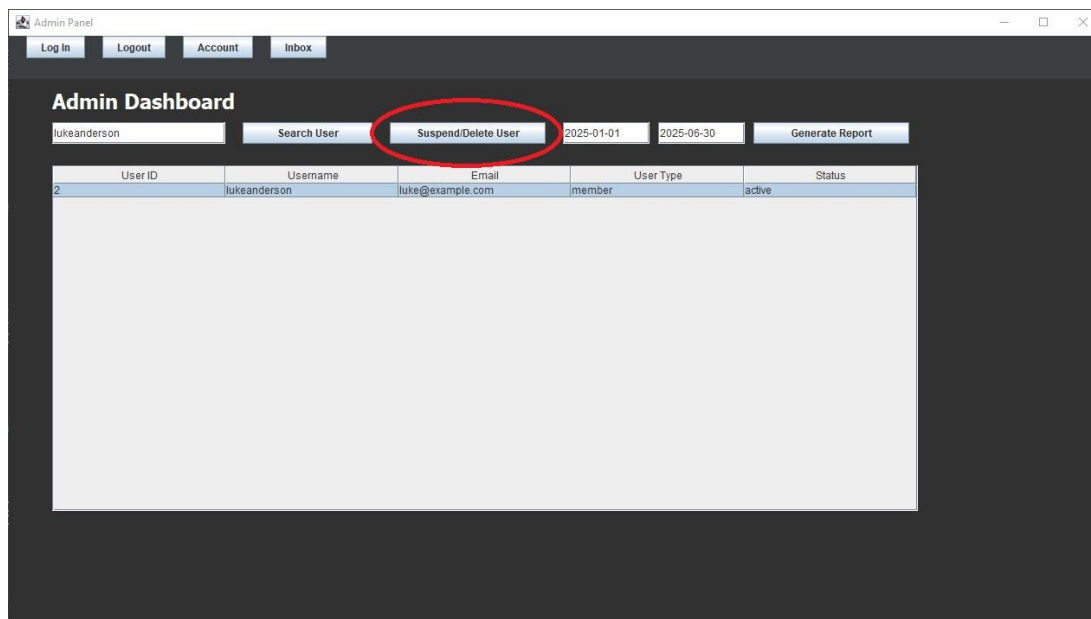 Admin Panel
Log In Logout Account Inbox
Admin Dashboard
lukeanderson Search User Suspend/Delete User 2025-01-01 2025-06-30 Generate Report
User ID Username Email User Type Status
2 lukeanderson luke@example.com member active